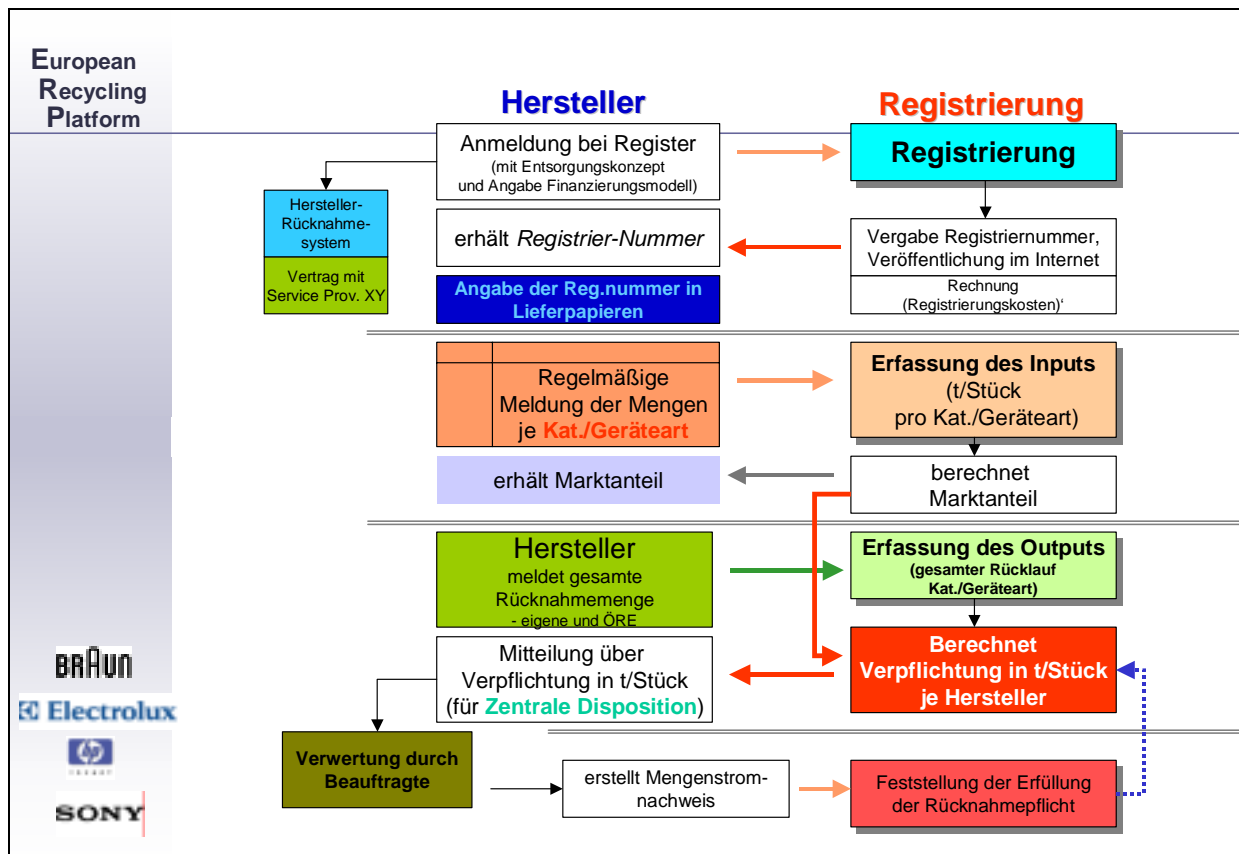 European
Recycling
Platform
Hersteller
Registrierung
Anmeldung bei Register
(mit Entsorgungskonzept
und Angabe Finanzierungsmodell)
Registrierung
Hersteller-
Rücknahme-
system
Vertrag mit
Service Prov. XY
erhält Registrier-Nummer
Vergabe Registriernummer,
Veröffentlichung im Internet
Rechnung
(Registrierungskosten)‘
Angabe der Reg.nummer in
Lieferpapieren
Regelmäßige
Meldung der Mengen
je Kat./Geräteart
Erfassung des Inputs
(t/Stück
pro Kat./Geräteart)
erhält Marktanteil
berechnet
Marktanteil
Hersteller
meldet gesamte
Rücknahmemenge
- eigene und ÖRE
Erfassung des Outputs
(gesamter Rücklauf
Kat./Geräteart)
Mitteilung über
Verpflichtung in t/Stück
(für Zentrale Disposition)
Berechnet
Verpflichtung in t/Stück
je Hersteller
Verwertung durch
Beauftragte
erstellt Mengenstrom-
nachweis
Feststellung der Erfüllung
der Rücknahmepflicht
BRAUN
Electrolux
hp
SONY